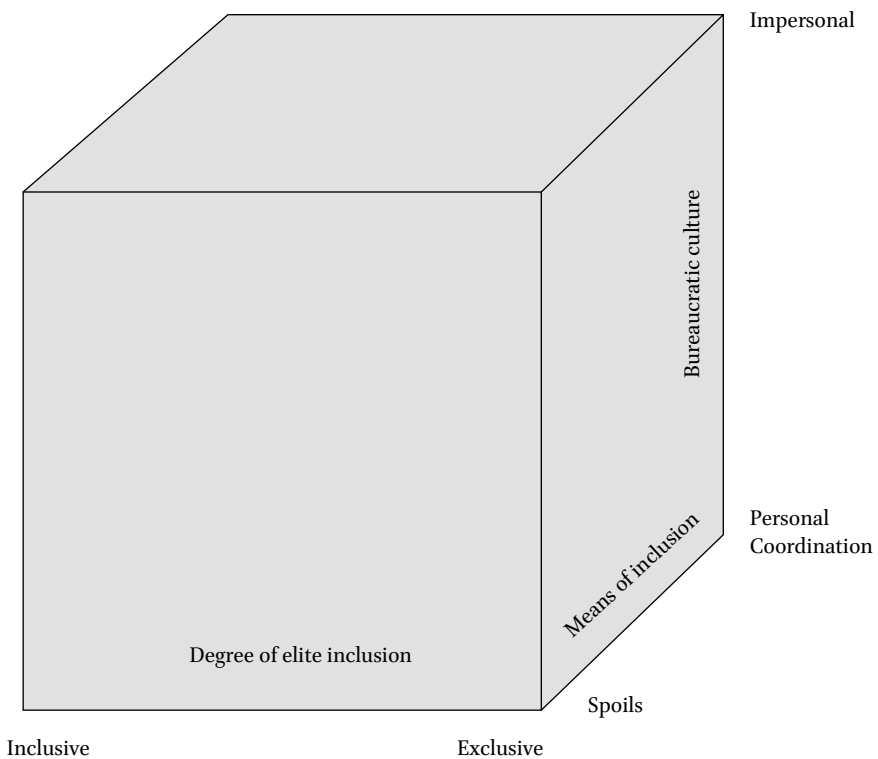 Impersonal
Bureaucratic culture
Personal
Coordination
Means of inclusion
Degree of elite inclusion
Spoils
Inclusive
Exclusive